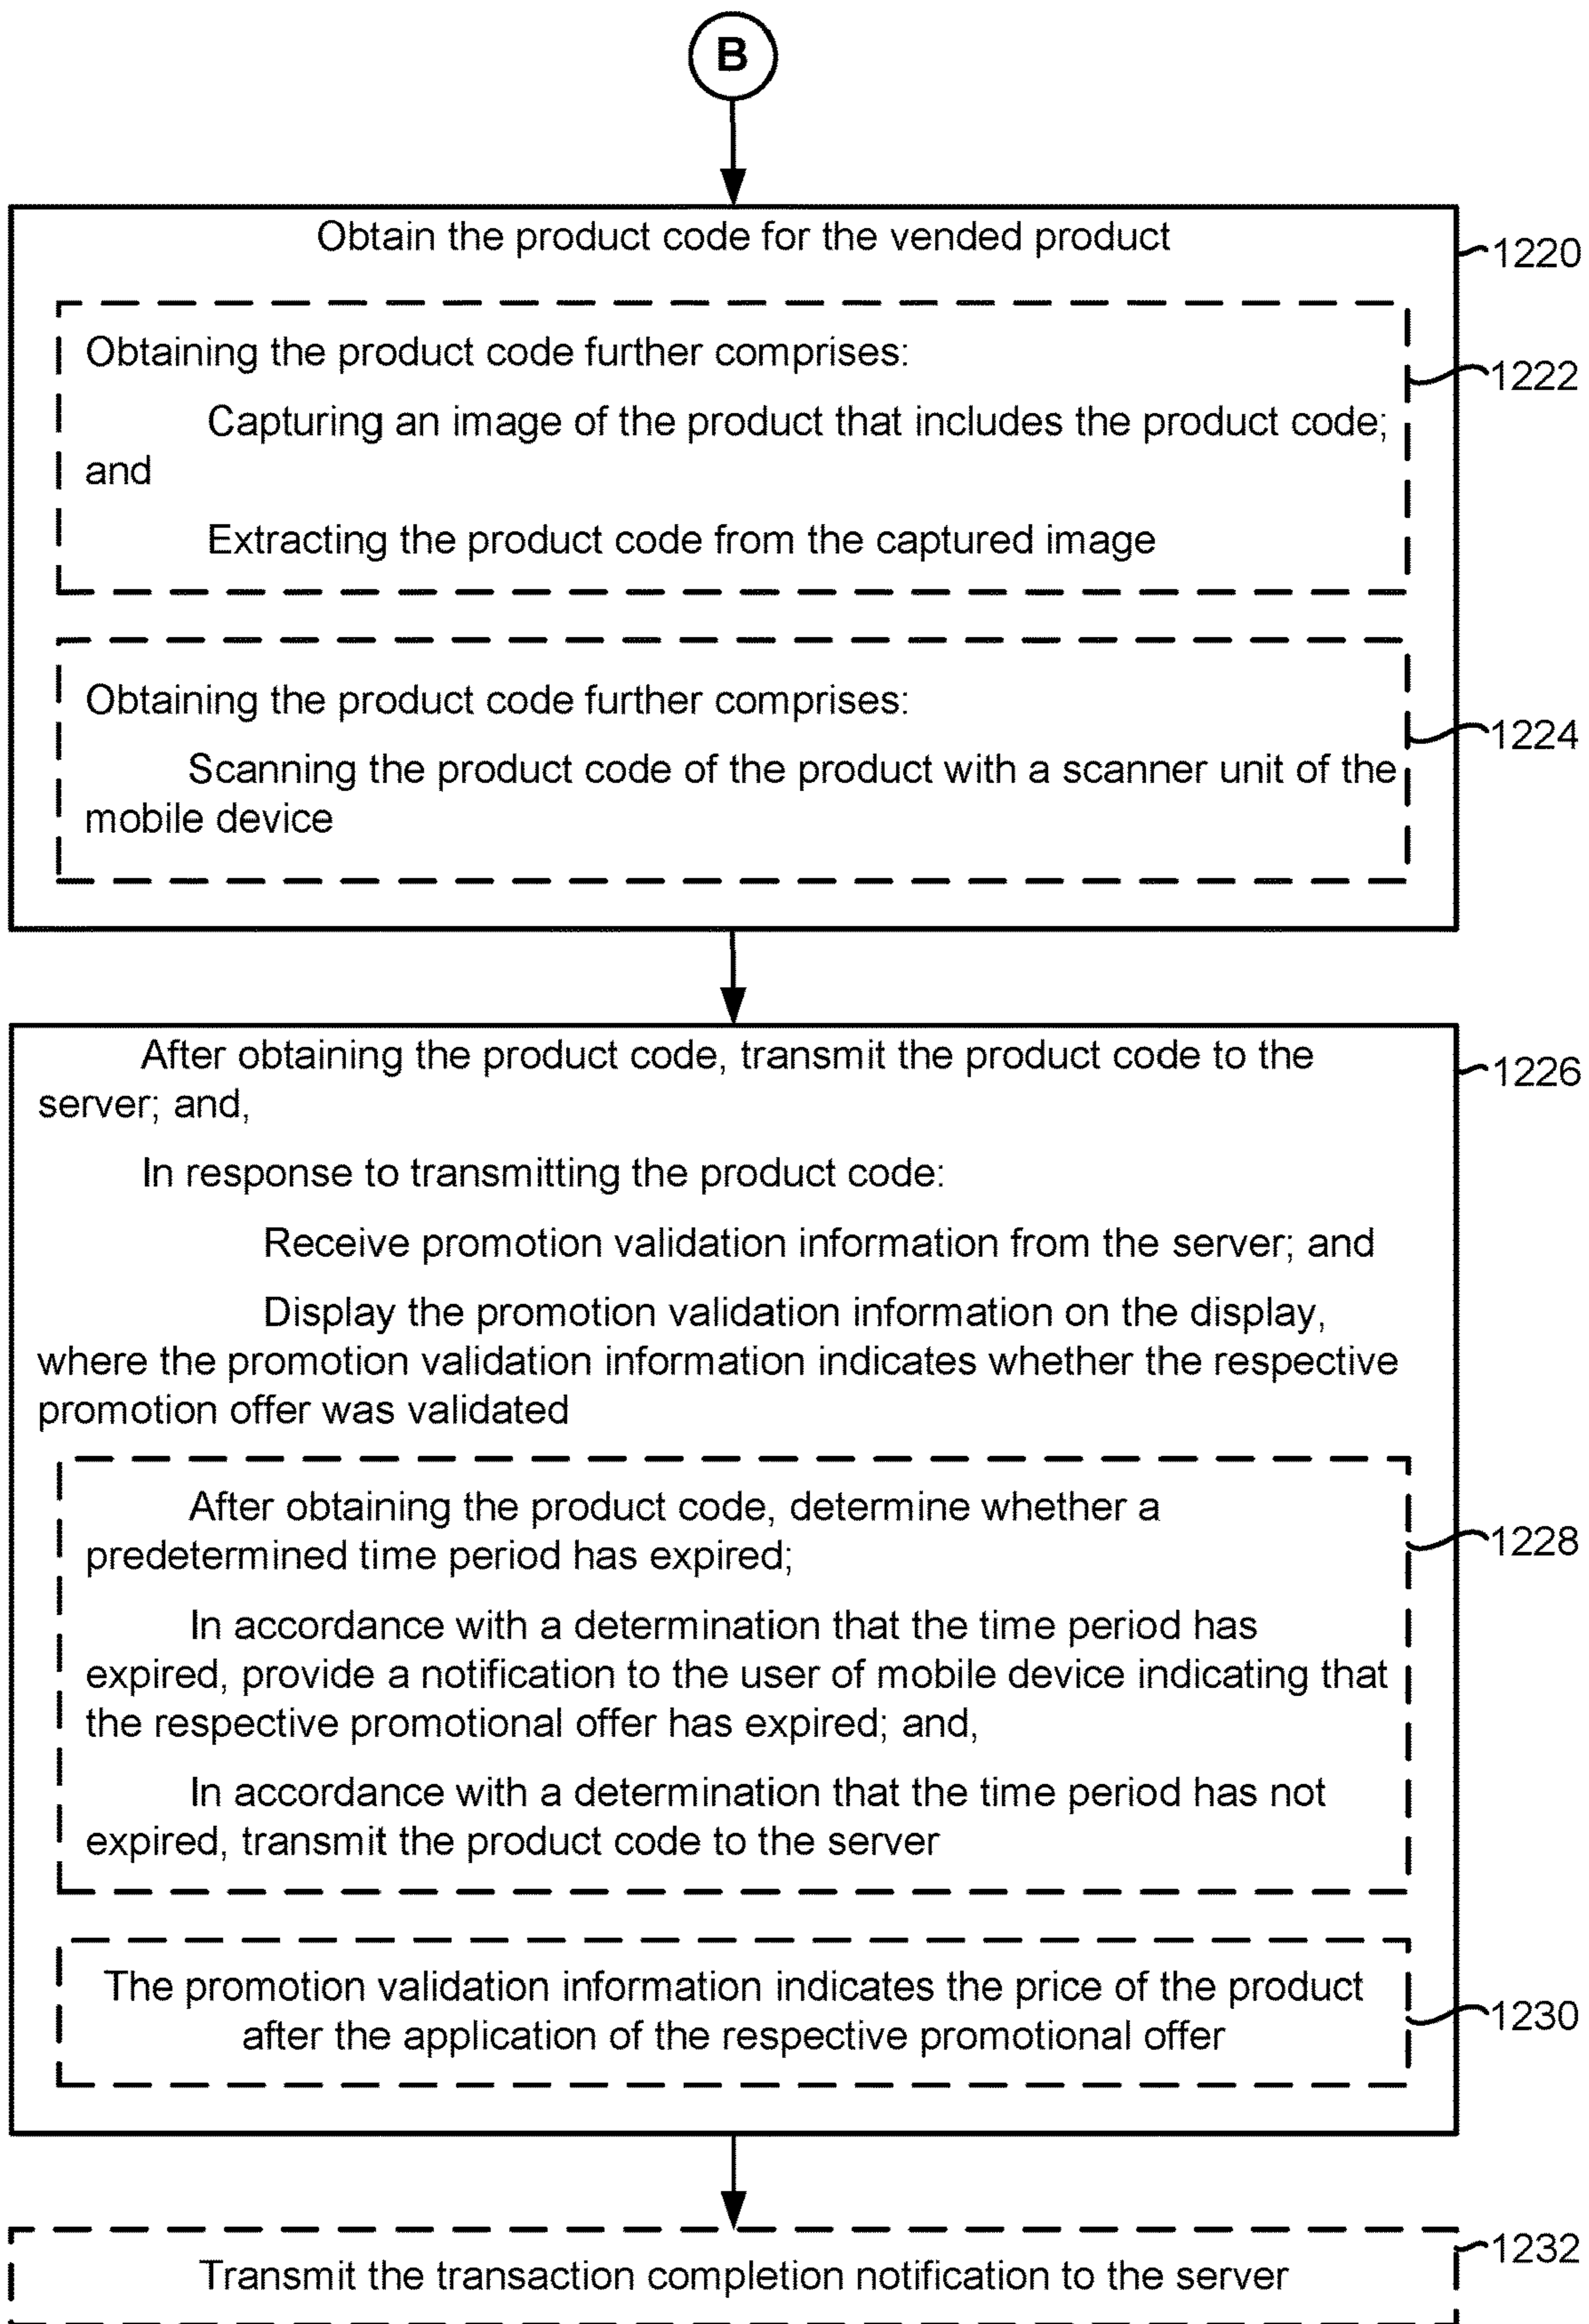 B
Obtain the product code for the vended product
1220
Obtaining the product code further comprises:
1222
Capturing an image of the product that includes the product code;
and
Extracting the product code from the captured image
Obtaining the product code further comprises:
1224
Scanning the product code of the product with a scanner unit of the
mobile device
After obtaining the product code, transmit the product code to the
1226
server; and,
In response to transmitting the product code:
Receive promotion validation information from the server; and
Display the promotion validation information on the display,
where the promotion validation information indicates whether the respective
promotion offer was validated
After obtaining the product code, determine whether a
1228
predetermined time period has expired;
In accordance with a determination that the time period has
expired, provide a notification to the user of mobile device indicating that
the respective promotional offer has expired; and,
In accordance with a determination that the time period has not
expired, transmit the product code to the server
The promotion validation information indicates the price of the product
1230
after the application of the respective promotional offer
1232
Transmit the transaction completion notification to the server